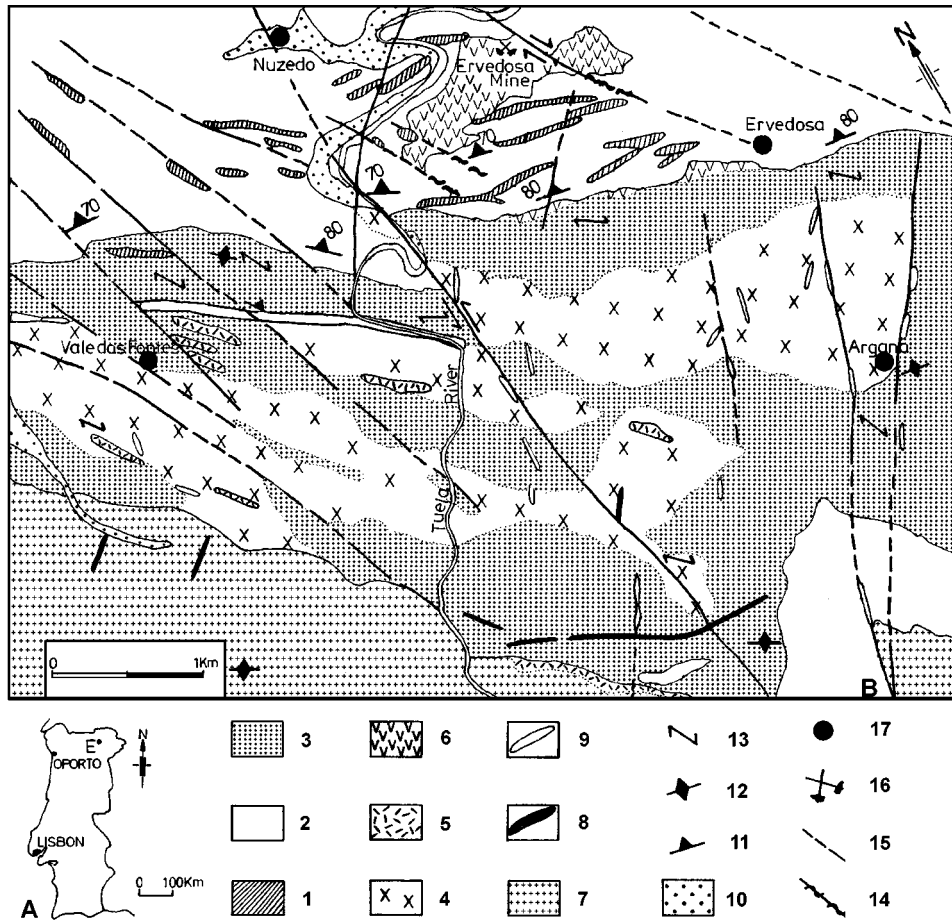 Nuzedo
Ervedosa
Mine
N
Ervedosa
80
70
70
80
70
80
Vale das Fontes
Argana
River
Tuela
0 1Km
B
N
E
OPORTO
LISBON
0 100Km
A
3
6
9
13
17
2
5
8
12
16
11
15
1
4
7
10
14